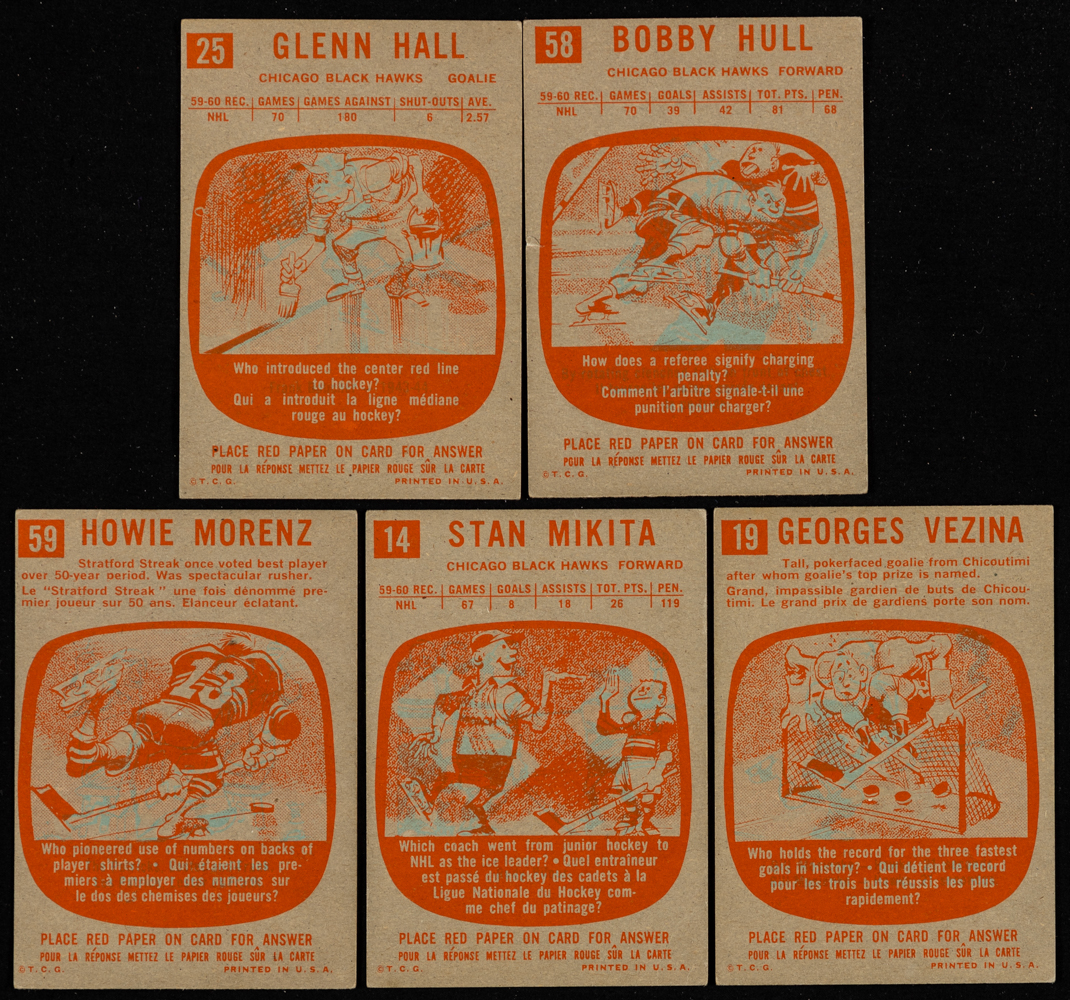 25 GLENN HALL
CHICAGO BLACK HAWKS GOALIE
59-60 REC. GAMES GAMES AGAINST SHUT-OUTS AVE.
NHL 70 180 6 2.57
Who introduced the center red line
to hockey?
Qui a introduit la ligne médiane
rouge au hockey?
PLACE RED PAPER ON CARD FOR ANSWER
POUR LA RÉPONSE METTEZ LE PAPIER ROUGE SÛR LA CARTE
©T.C.G. PRINTED IN U.S.A.
58 BOBBY HULL
CHICAGO BLACK HAWKS FORWARD
59-60 REC. GAMES GOALS ASSISTS TOT. PTS. PEN.
NHL 70 39 42 81 68
How does a referee signify charging
penalty?
Comment l'arbitre signale-t-il une
punition pour charger?
PLACE RED PAPER ON CARD FOR ANSWER
POUR LA RÉPONSE METTEZ LE PAPIER ROUGE SÛR LA CARTE
©T.C.G. PRINTED IN U.S.A.
59 HOWIE MORENZ
Stratford Streak once voted best player
over 50-year period. Was spectacular rusher.
Le "Stratford Streak" une fois dénommé pre-
mier joueur sur 50 ans. Elanceur éclatant.
13
Who pioneered use of numbers on backs of
player shirts? • Qui étaient les pre-
miers à employer des numeros sur
le dos des chemises des joueurs?
PLACE RED PAPER ON CARD FOR ANSWER
POUR LA RÉPONSE METTEZ LE PAPIER ROUGE SÛR LA CARTE
©T.C.G. PRINTED IN U.S.A.
14 STAN MIKITA
CHICAGO BLACK HAWKS FORWARD
59-60 REC. GAMES GOALS ASSISTS TOT. PTS. PEN.
NHL 67 8 18 26 119
COACH
Which coach went from junior hockey to
NHL as the ice leader? • Quel entraineur
est passé du hockey des cadets à la
Ligue Nationale du Hockey com-
me chef du patinage?
PLACE RED PAPER ON CARD FOR ANSWER
POUR LA RÉPONSE METTEZ LE PAPIER ROUGE SÛR LA CARTE
©T.C.G. PRINTED IN U.S.A.
19 GEORGES VEZINA
Tall, pokerfaced goalie from Chicoutimi
after whom goalie's top prize is named.
Grand, impassible gardien de buts de Chicou-
timi. Le grand prix de gardiens porte son nom.
Who holds the record for the three fastest
goals in history? • Qui détient le record
pour les trois buts réussis les plus
rapidement?
PLACE RED PAPER ON CARD FOR ANSWER
POUR LA RÉPONSE METTEZ LE PAPIER ROUGE SÛR LA CARTE
©T.C.G. PRINTED IN U.S.A.